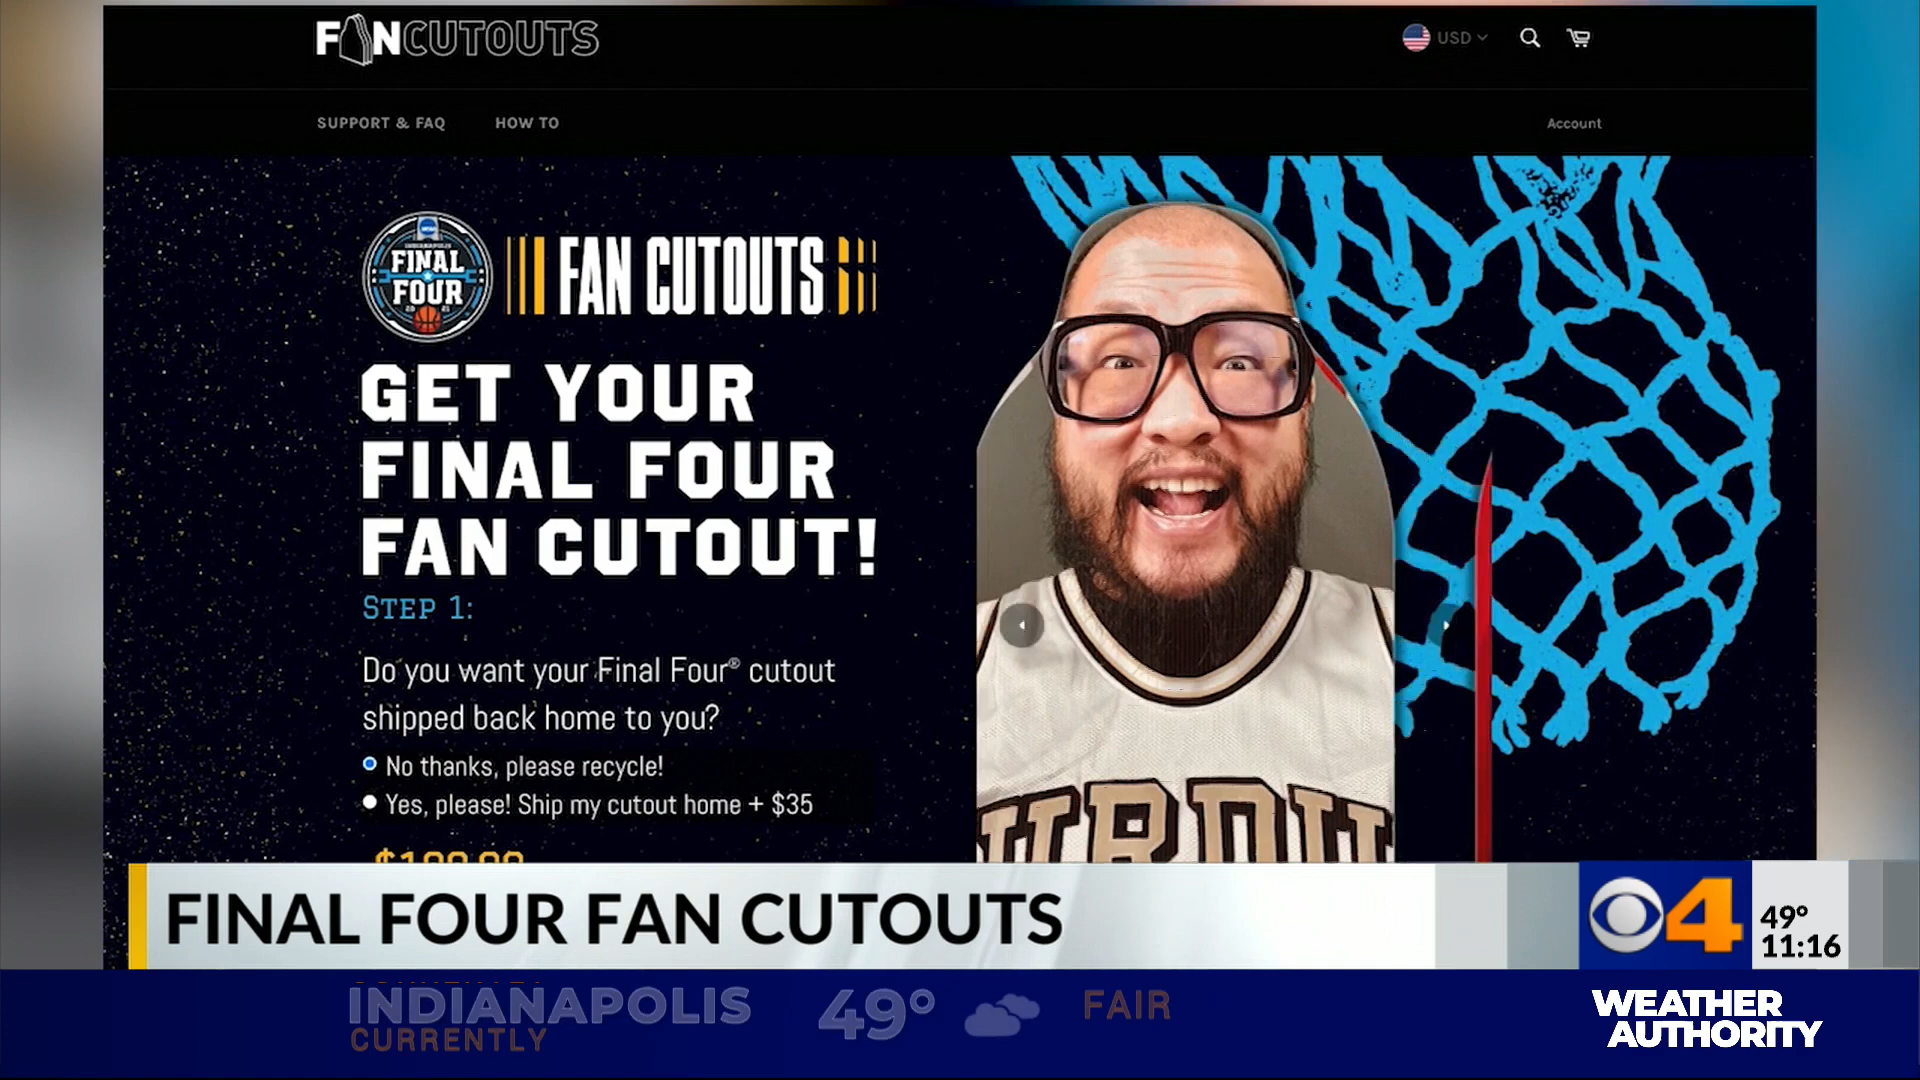 FANCUTOUTS
USD
SUPPORT & FAQ
HOW TO
Account
INDIANAPOLIS
FINAL
FOUR
FAN CUTOUTS
GET YOUR
FINAL FOUR
FAN CUTOUT!
STEP 1:
Do you want your Final Four® cutout
shipped back home to you?
No thanks, please recycle!
Yes, please! Ship my cutout home + $35
FINAL FOUR FAN CUTOUTS
4
49°
11:16
INDIANAPOLIS
49°
FAIR
CURRENTLY
WEATHER
AUTHORITY